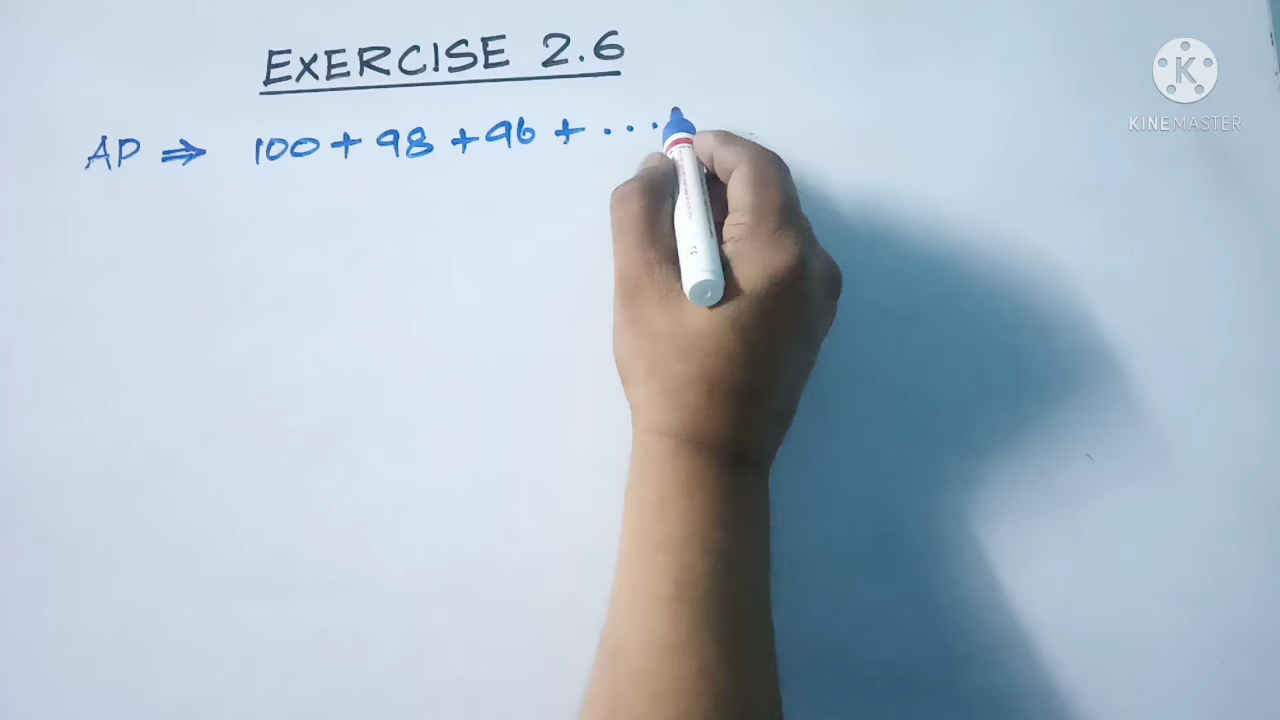 EXERCISE 2.6
AP ⇒ 100 + 98 + 96 + ...
K
KINEMASTER